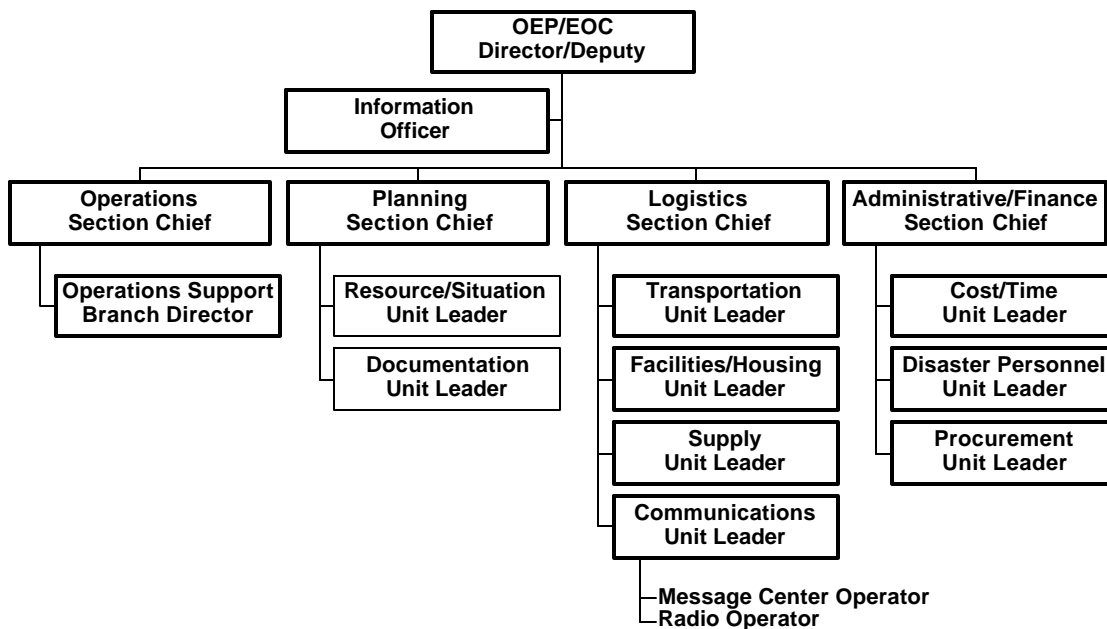 OEP/EOC
Director/Deputy
Information
Officer
Operations
Section Chief
Planning
Section Chief
Logistics
Section Chief
Administrative/Finance
Section Chief
Operations Support
Branch Director
Resource/Situation
Unit Leader
Documentation
Unit Leader
Transportation
Unit Leader
Facilities/Housing
Unit Leader
Supply
Unit Leader
Communications
Unit Leader
Message Center Operator
Radio Operator
Cost/Time
Unit Leader
Disaster Personnel
Unit Leader
Procurement
Unit Leader